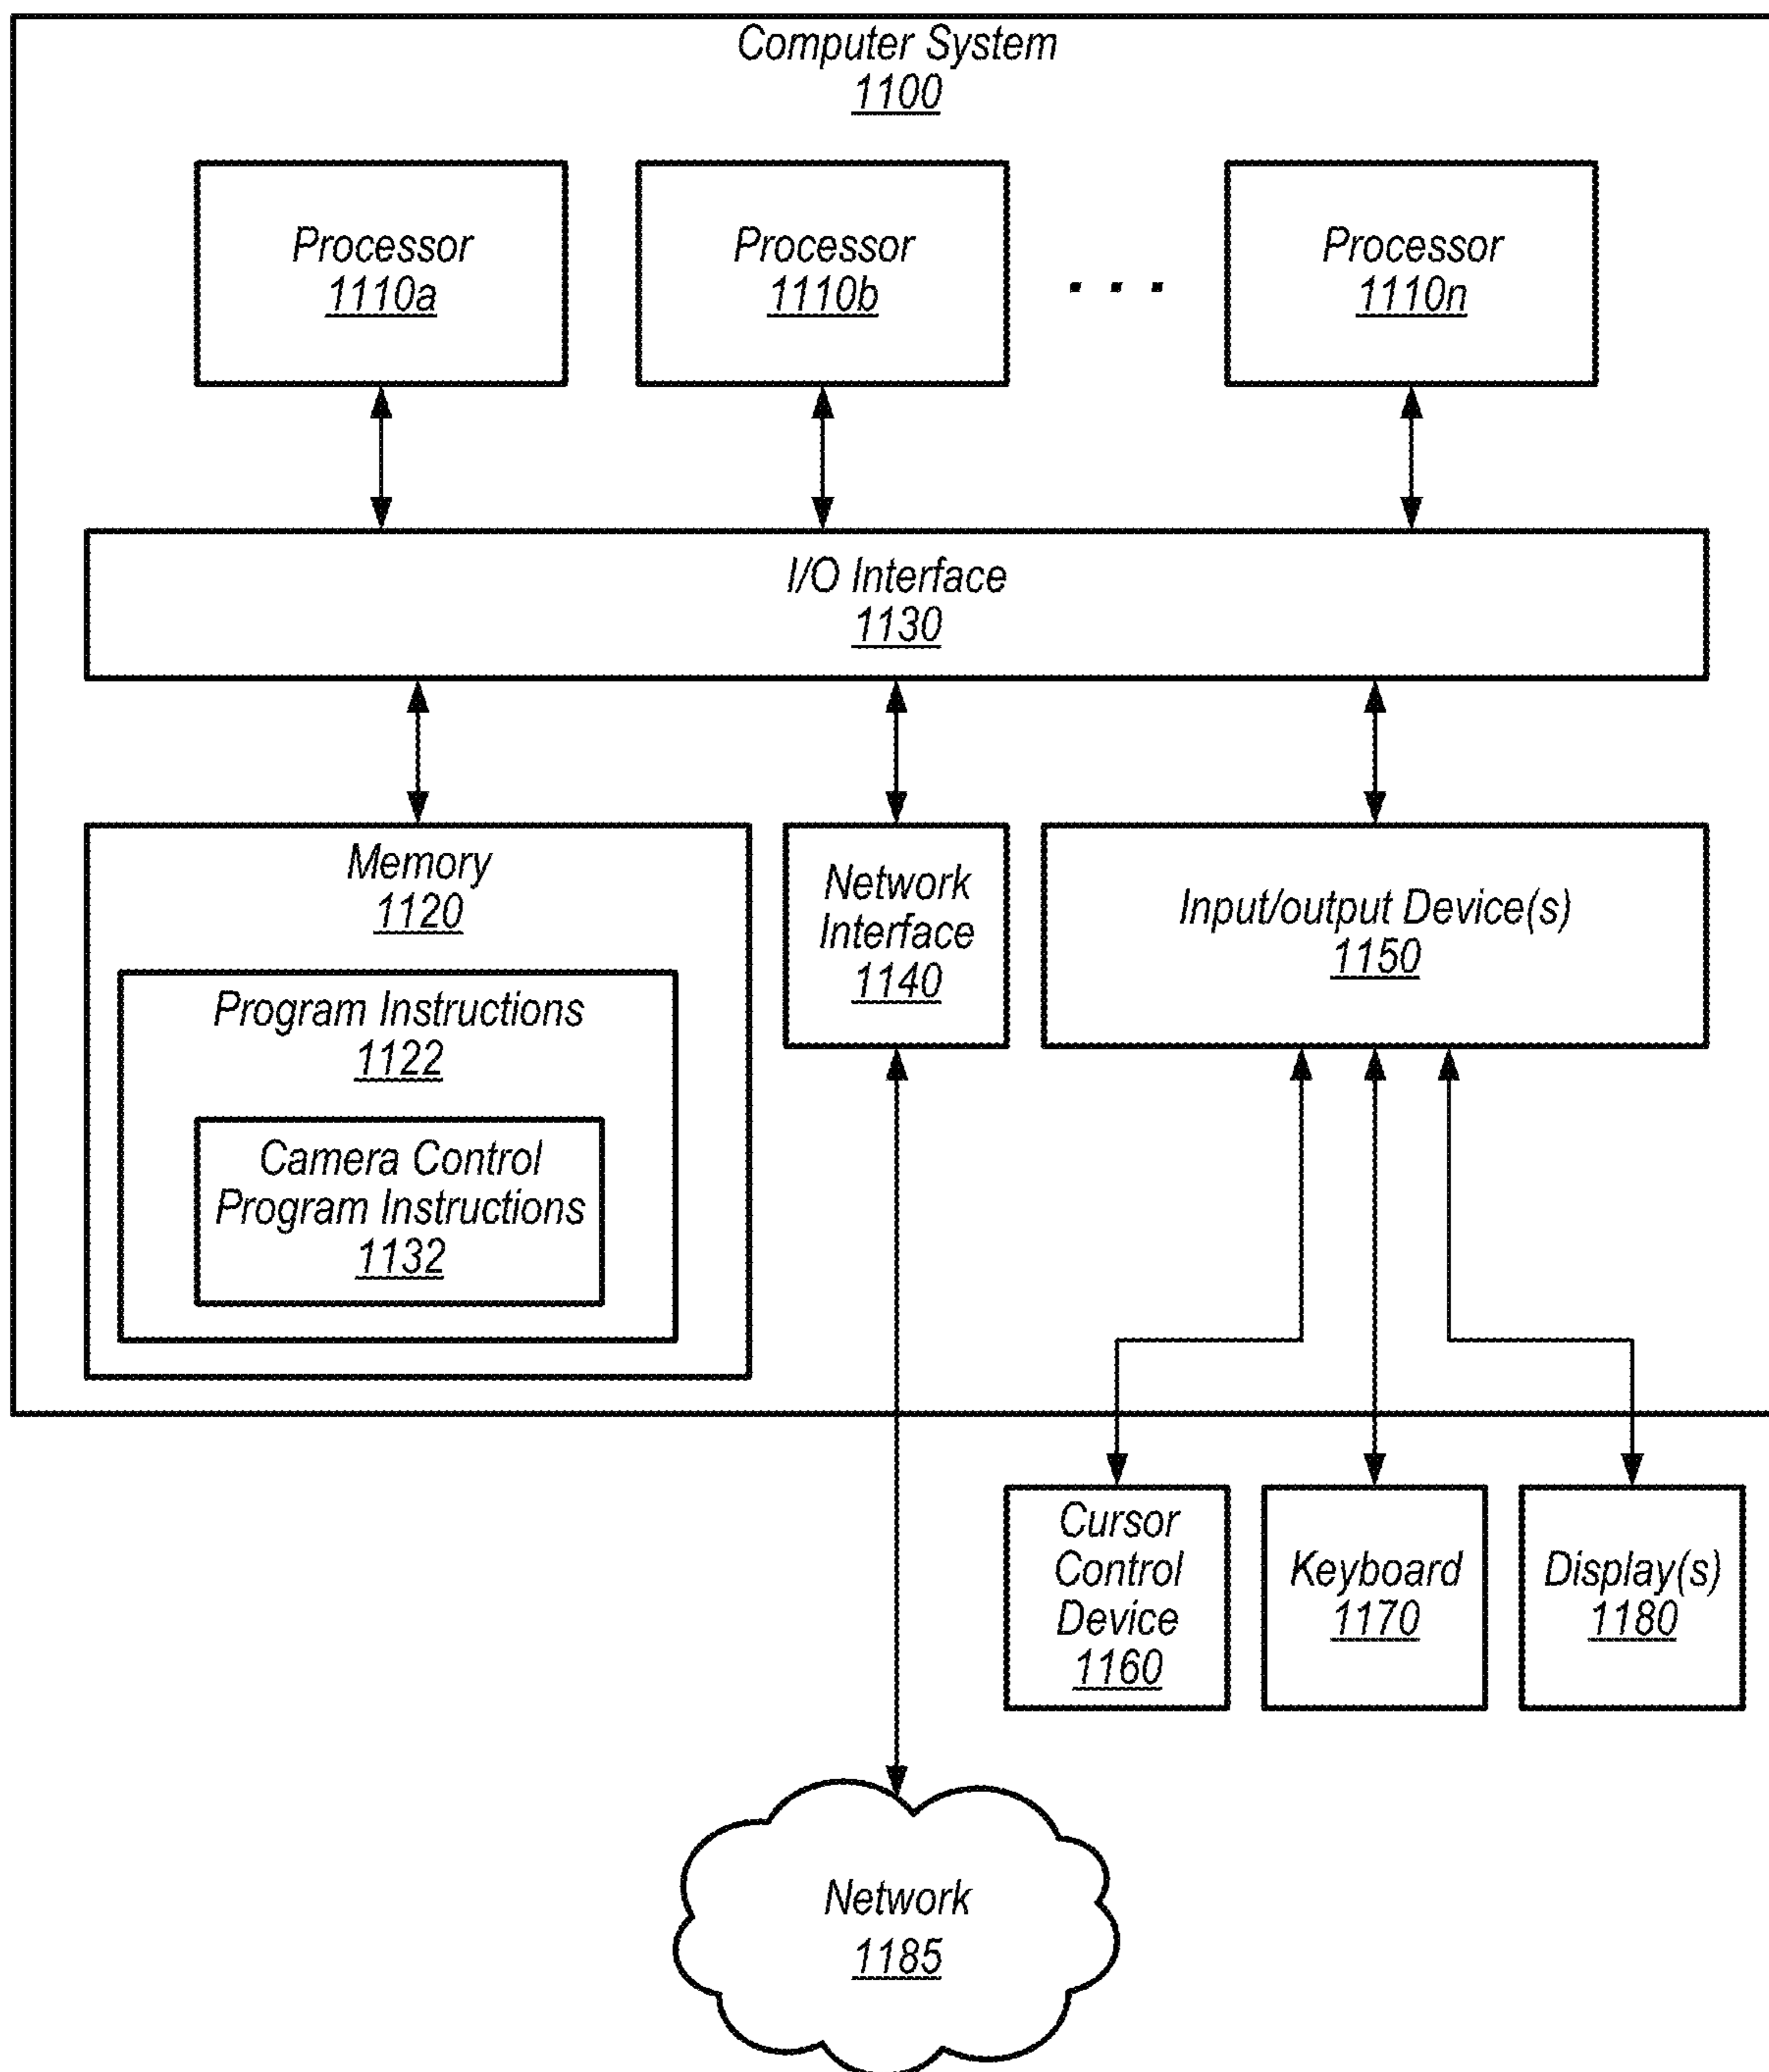 Computer System
1100
Processor
1110a
Processor
1110b
. . .
Processor
1110n
I/O Interface
1130
Memory
1120
Program Instructions
1122
Camera Control
Program Instructions
1132
Network
Interface
1140
Input/output Device(s)
1150
Cursor
Control
Device
1160
Keyboard
1170
Display(s)
1180
Network
1185